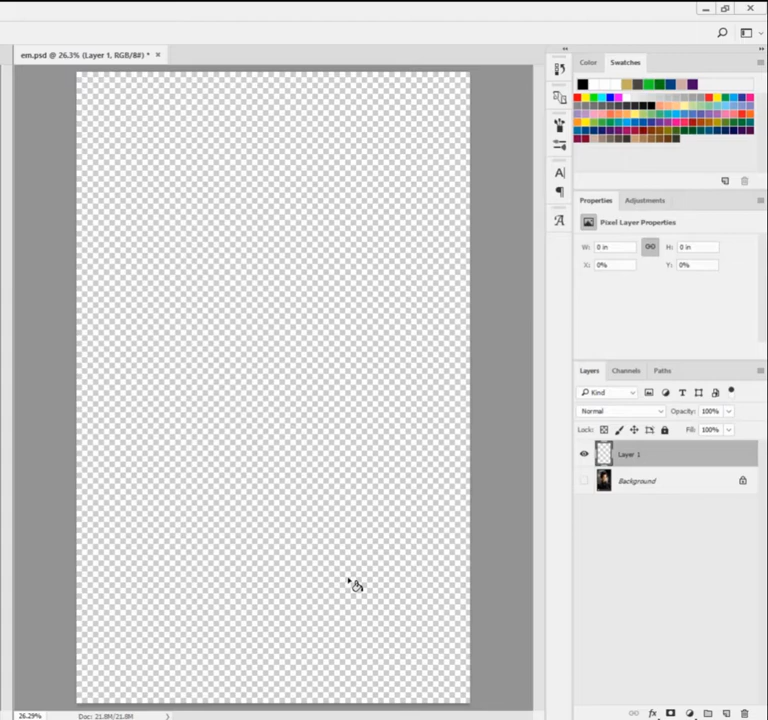 em.psd @ 26.3% (Layer 1, RGB/8#) *
Color Swatches
Properties Adjustments
Pixel Layer Properties
W: 0 in H: 0 in
X: 0% Y: 0%
Layers Channels Paths
Kind
Normal Opacity: 100%
Lock: Fill: 100%
Layer 1
Background
26.29% Doc: 21.8M/21.8M